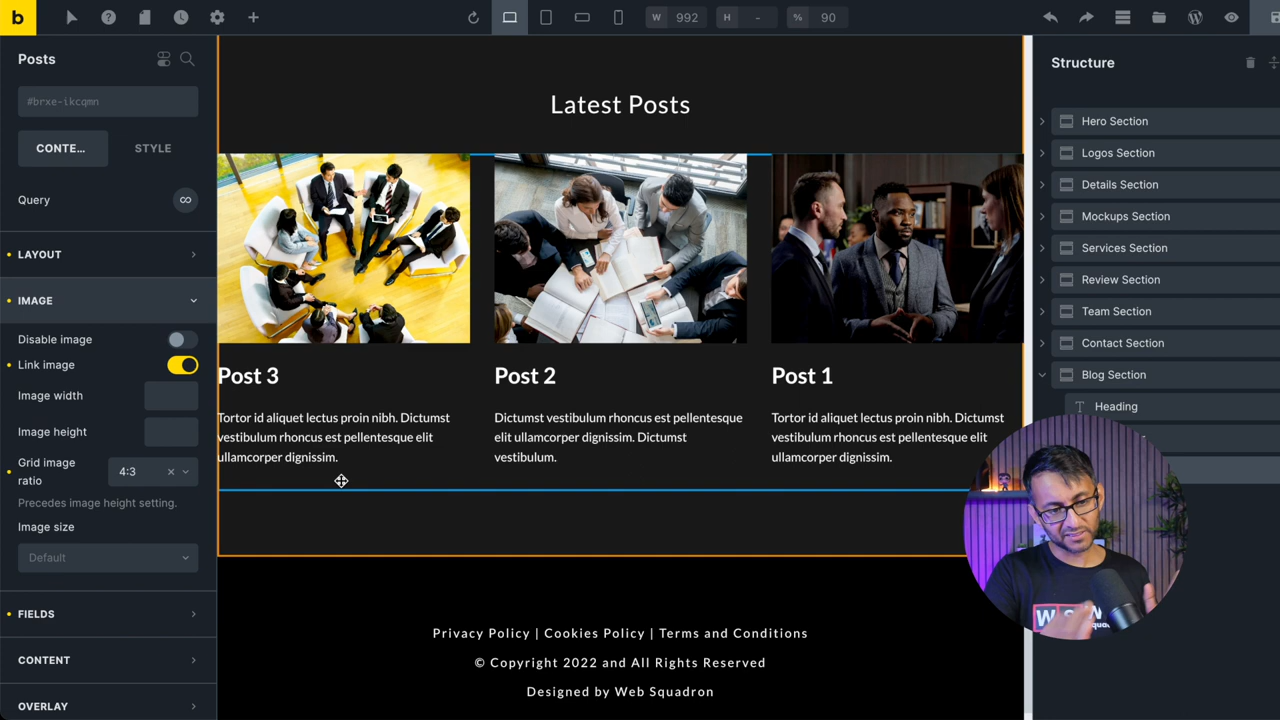 b
W 992
H -
% 90
Posts
#brxe-ikcqmn
CONTE...
STYLE
Query
LAYOUT
IMAGE
Disable image
Link image
Image width
Image height
Grid image
ratio
4:3
Precedes image height setting.
Image size
Default
FIELDS
CONTENT
OVERLAY
Latest Posts
Post 3
Tortor id aliquet lectus proin nibh. Dictumst
vestibulum rhoncus est pellentesque elit
ullamcorper dignissim.
Post 2
Dictumst vestibulum rhoncus est pellentesque
elit ullamcorper dignissim. Dictumst
vestibulum.
Post 1
Tortor id aliquet lectus proin nibh. Dictumst
vestibulum rhoncus est pellentesque elit
ullamcorper dignissim.
Privacy Policy | Cookies Policy | Terms and Conditions
© Copyright 2022 and All Rights Reserved
Designed by Web Squadron
Structure
Hero Section
Logos Section
Details Section
Mockups Section
Services Section
Review Section
Team Section
Contact Section
Blog Section
T Heading